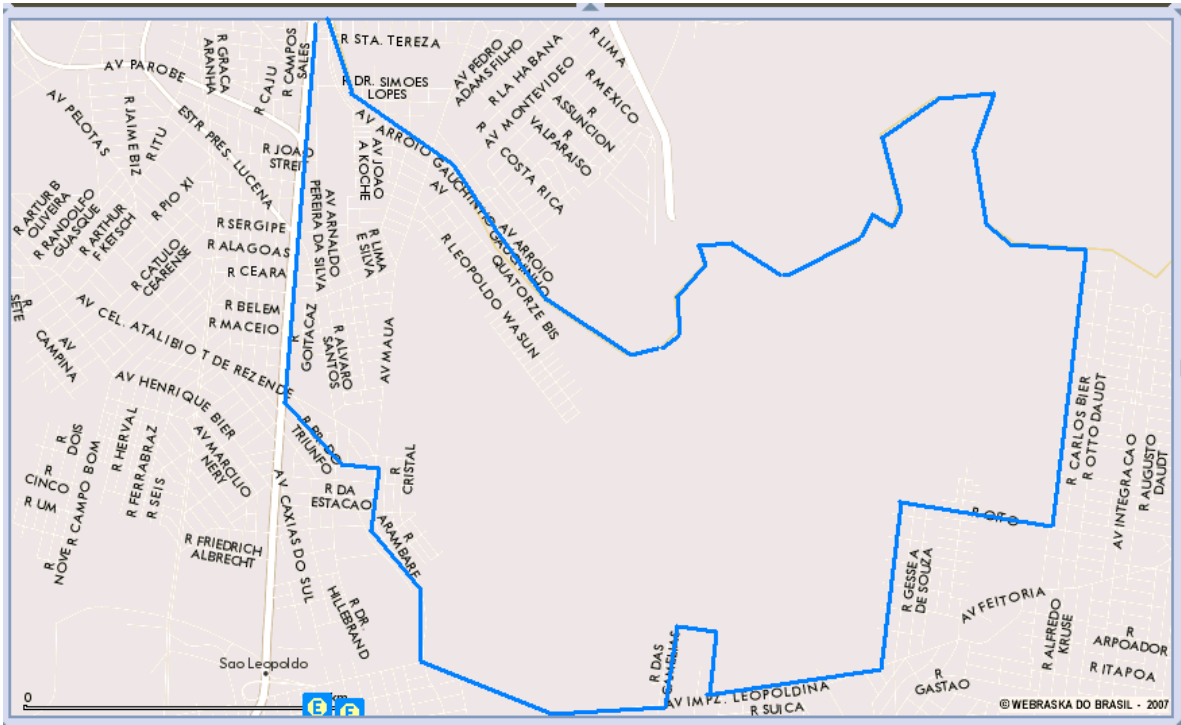 R STA. TEREZA
R LIMA
R GRACA
ARANHA
R CAMPOS
SALES
AV PEDRO
ADAMS FILHO
R LA HABANA
AV PAROBE
R CAJU
R DR. SIMOES
LOPES
R
AV MONTEVIDEO
R MEXICO
R
ASSUNCION
AV PELOTAS
R JAIME BIZ
R ITU
ESTR PRES. LUCENA
AV ARROIO GAUCHINHO
R
VALPARAISO
R JOAO
STREI
AV JOAO
A KOCHE
COSTA RICA
AV
R ARTUR B
OLIVEIRA
R RANDOLFO
GUASQUE
R ARTHUR
F KETSCH
R PIO XI
AV ARNALDO
PEREIRA DA SILVA
R SERGIPE
R LIMA
E SILVA
AV ARROIO
GAUCHINHO
R ALAGOAS
R CATULO
CEARENSE
R CEARA
R LEOPOLDO WASUN
QUATORZE BIS
R
SETE
AV CEL. ATALIBIO T DE REZENDE
R BELEM
R MACEIO
R
GOITACAZ
R ALVARO
SANTOS
AV MAUA
AV
CAMPINA
AV HENRIQUE BIER
R CARLOS BIER
R OTTO DAUDT
R
DOIS
R HERVAL
AV MARCILIO
NERY
R BR. DO
TRIUNFO
R
CRISTAL
AV INTEGRACAO
R AUGUSTO
DAUDT
R
CINCO
R CAMPO BOM
R FERRABRAZ
R SEIS
R UM
AV. CAXIAS DO SUL
R DA
ESTACAO
R
ARAMBARE
R OITO
R
NOVE
R FRIEDRICH
ALBRECHT
R GESSE A
DE SOUZA
R DR.
HILLEBRAND
AV FEITORIA
R ALFREDO
KRUSE
R
ARPOADOR
Sao Leopoldo
R DAS
CAMELIAS
R ITAPOA
R
GASTAO
0
km
E
E
AV IMPZ. LEOPOLDINA
R SUICA
© WEBRASKA DO BRASIL - 2007